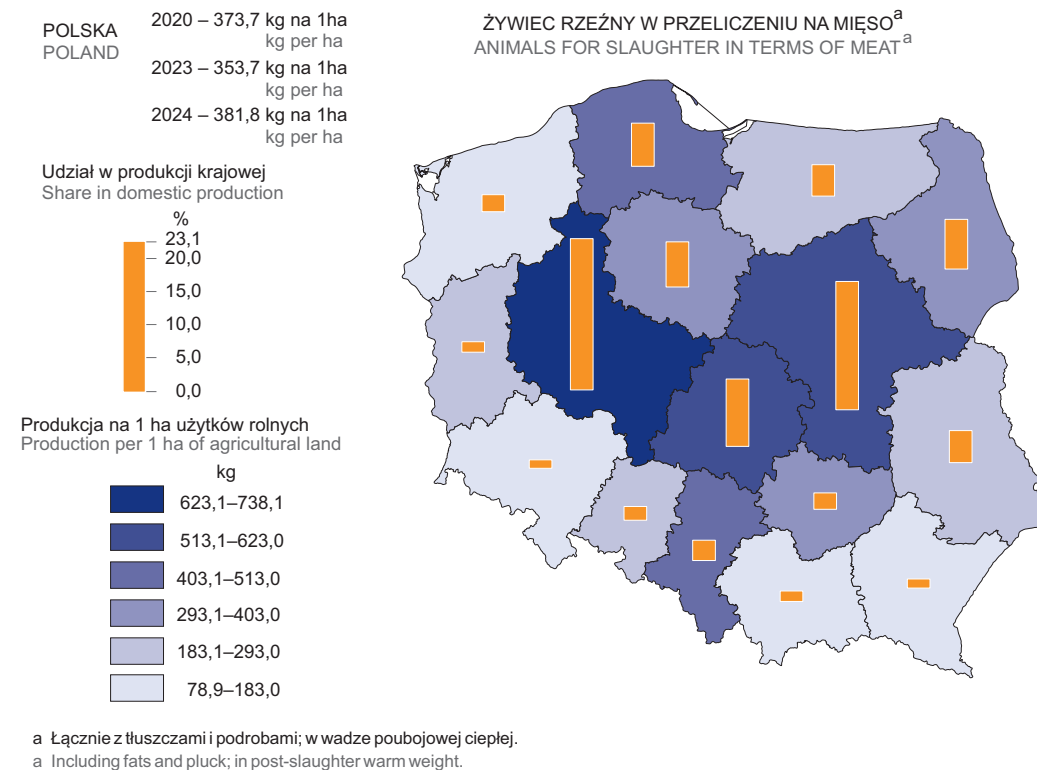 POLSKA
POLAND
2020 – 373,7 kg na 1ha
kg per ha
2023 – 353,7 kg na 1ha
kg per ha
2024 – 381,8 kg na 1ha
kg per ha
ŻYWIEC RZEŹNY W PRZELICZENIU NA MIĘSO a
ANIMALS FOR SLAUGHTER IN TERMS OF MEAT a
Udział w produkcji krajowej
Share in domestic production
%
23,1
20,0
15,0
10,0
5,0
0,0
Produkcja na 1 ha użytków rolnych
Production per 1 ha of agricultural land
kg
623,1–738,1
513,1–623,0
403,1–513,0
293,1–403,0
183,1–293,0
78,9–183,0
a Łącznie z tłuszczami i podrobami; w wadze poubojowej ciepłej.
a Including fats and pluck; in post-slaughter warm weight.